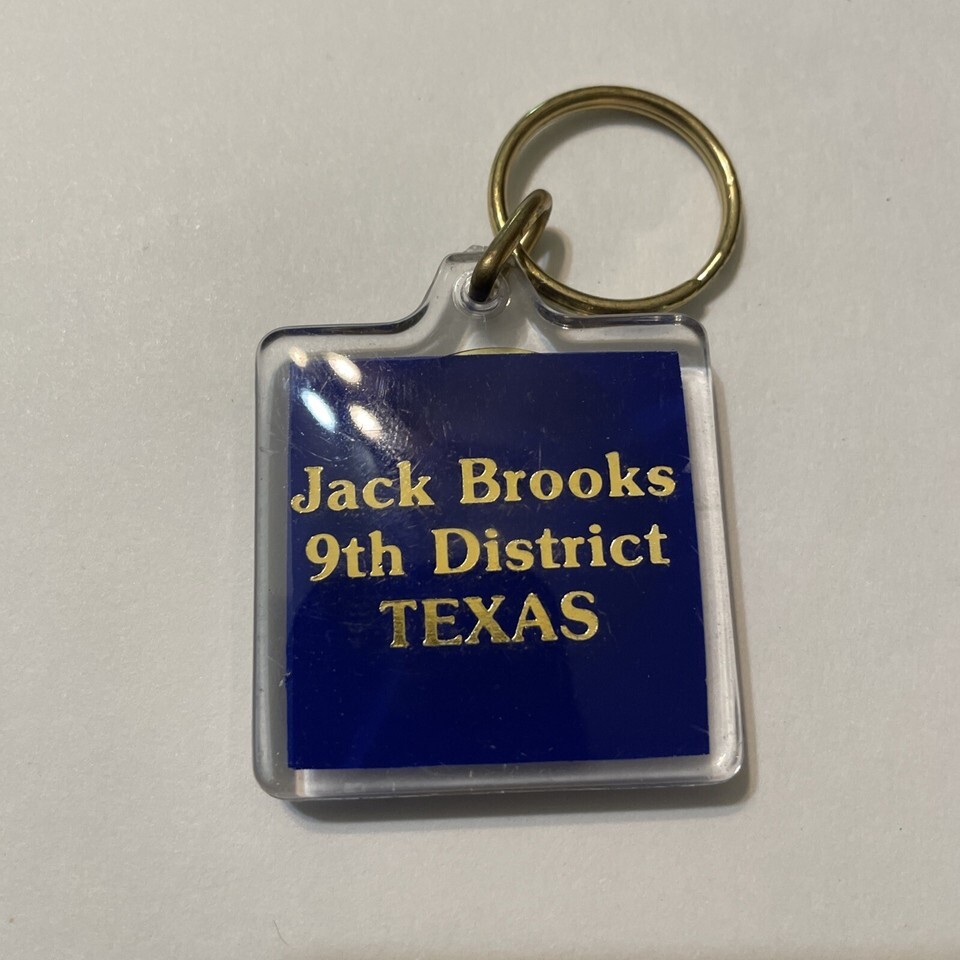 Jack Brooks
9th District
TEXAS